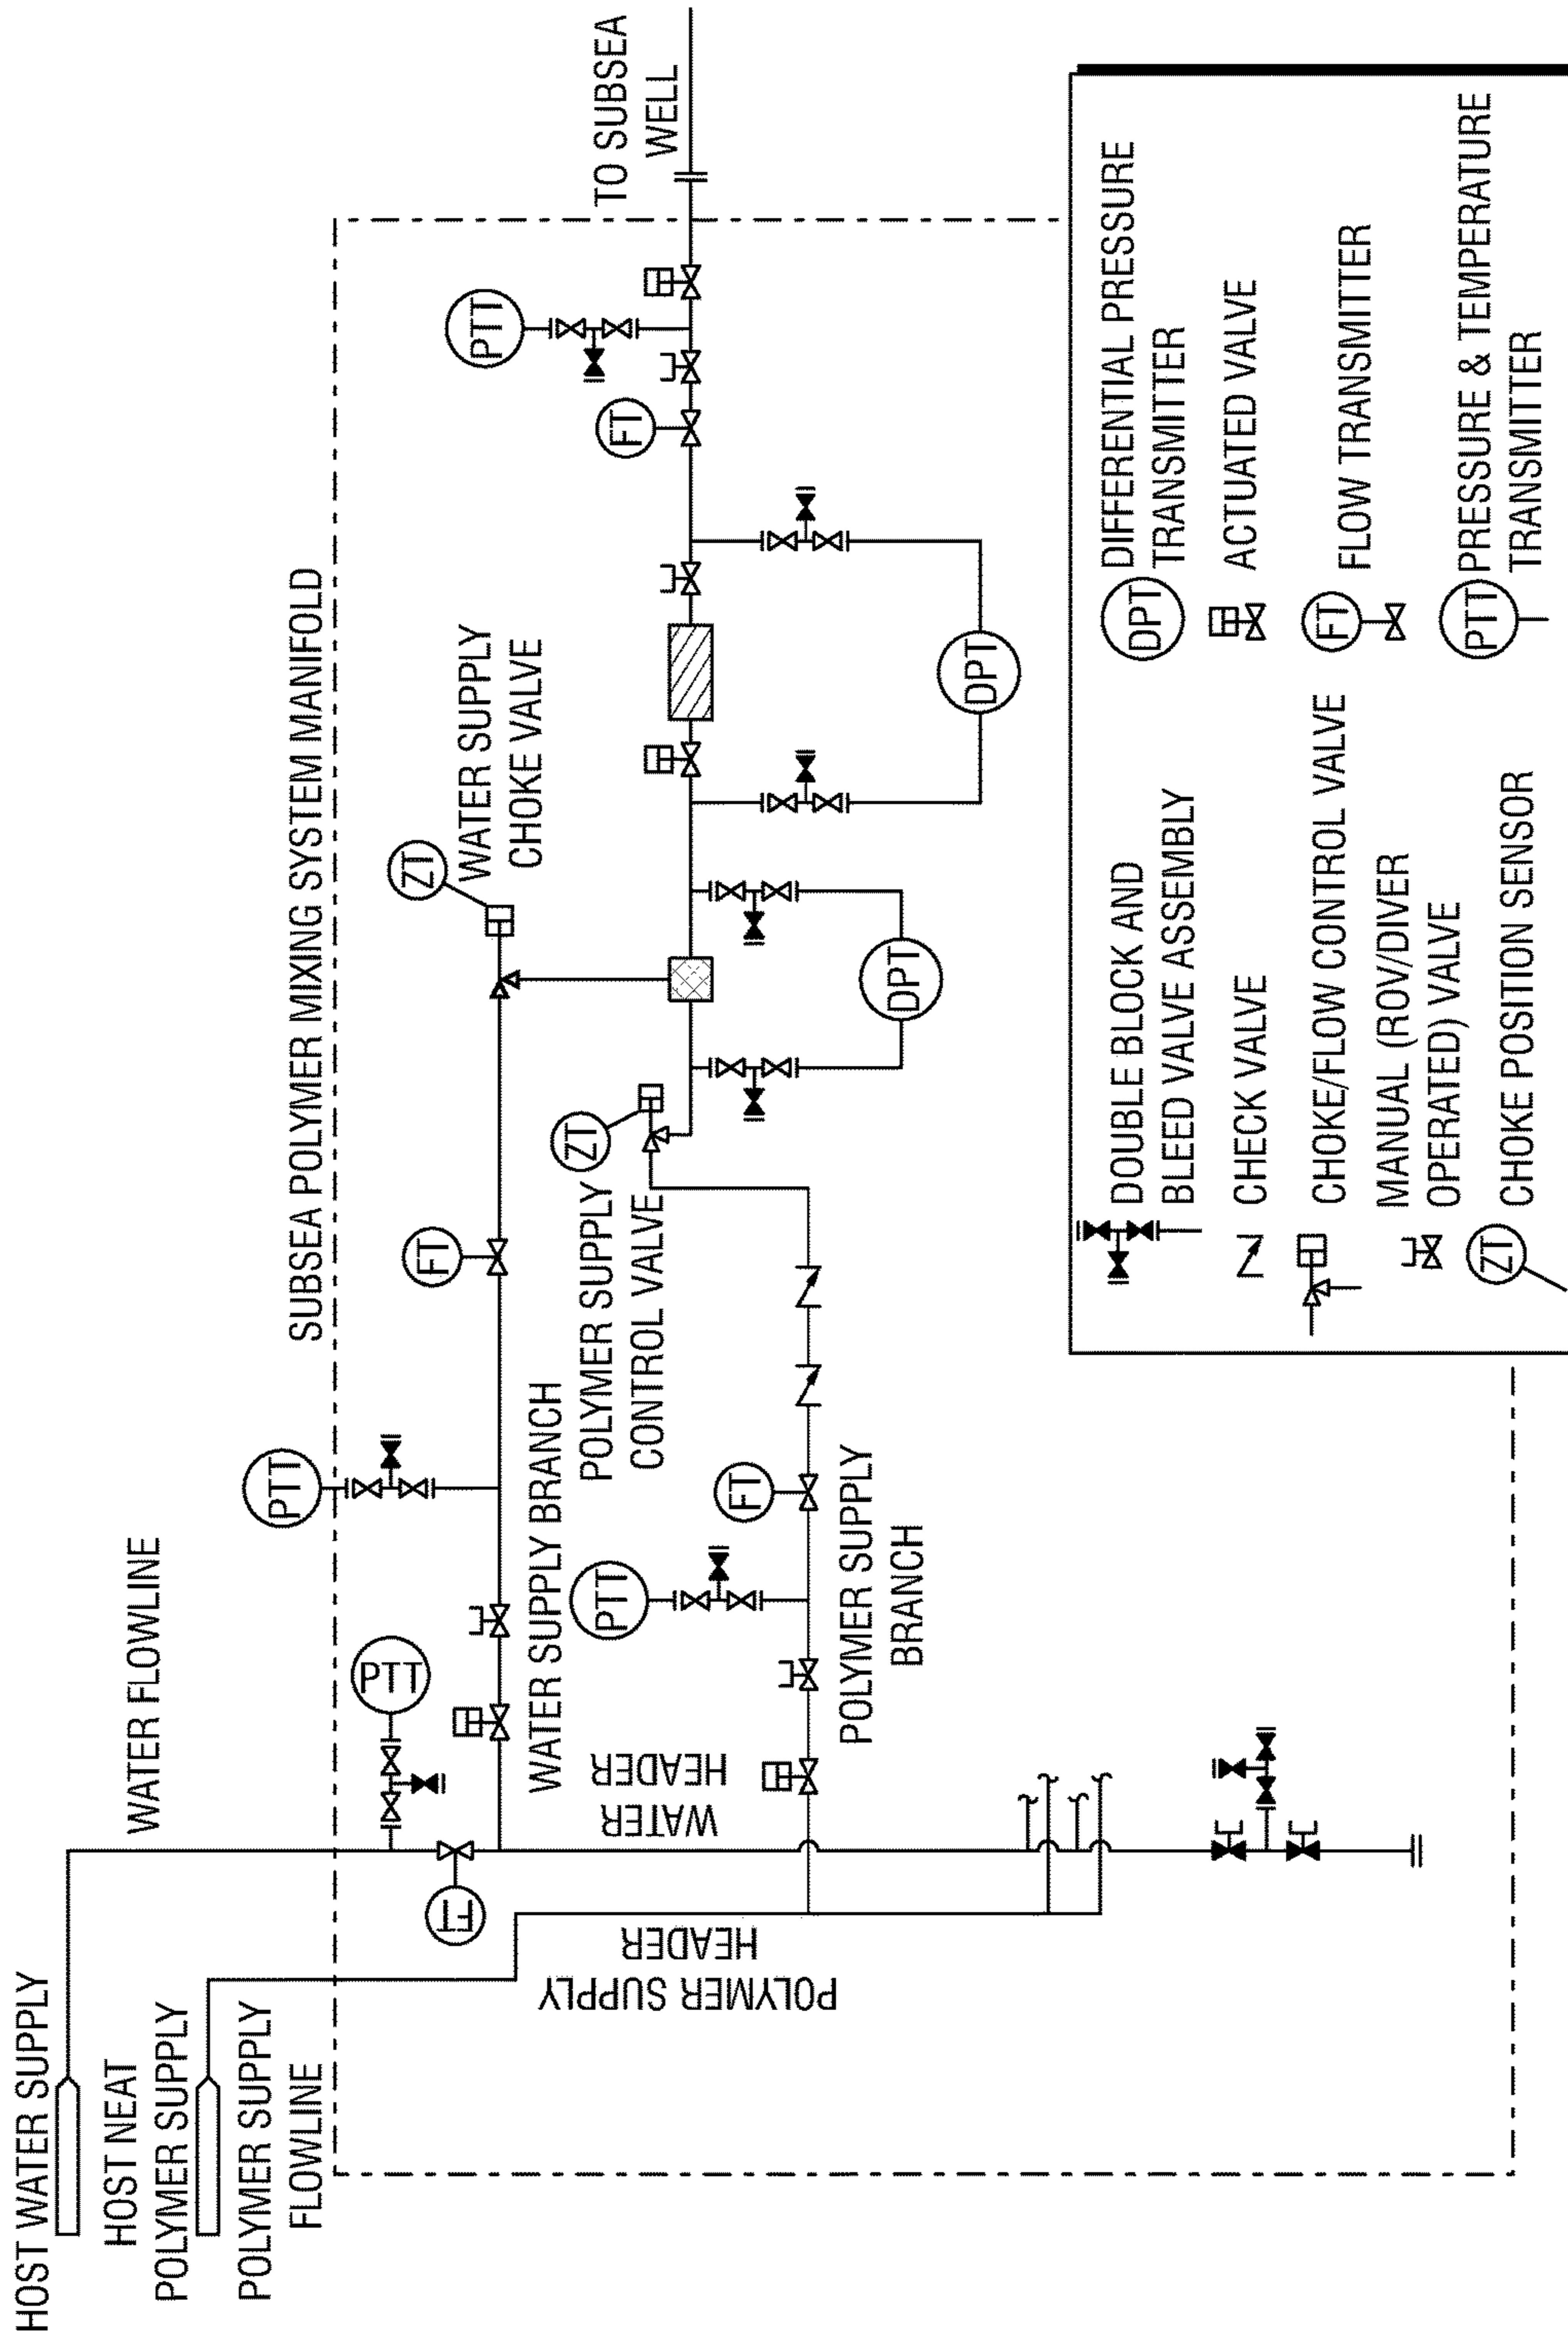 HOST WATER SUPPLY
HOST NEAT
POLYMER SUPPLY
POLYMER SUPPLY
FLOWLINE
WATER FLOWLINE
SUBSEA POLYMER MIXING SYSTEM MANIFOLD
PTT
PTT
FT
FT
ZT
WATER SUPPLY
CHOKE VALVE
PTT
TO SUBSEA
WELL
WATER SUPPLY BRANCH
POLYMER SUPPLY
CONTROL VALVE
ZT
FT
WATER
HEADER
PTT
FT
POLYMER SUPPLY
HEADER
POLYMER SUPPLY
BRANCH
DPT
DPT
DOUBLE BLOCK AND
BLEED VALVE ASSEMBLY
CHECK VALVE
CHOKE/FLOW CONTROL VALVE
MANUAL (ROV/DIVER
OPERATED) VALVE
ZT
CHOKE POSITION SENSOR
DPT
DIFFERENTIAL PRESSURE
TRANSMITTER
ACTUATED VALVE
FT
FLOW TRANSMITTER
PTT
PRESSURE & TEMPERATURE
TRANSMITTER